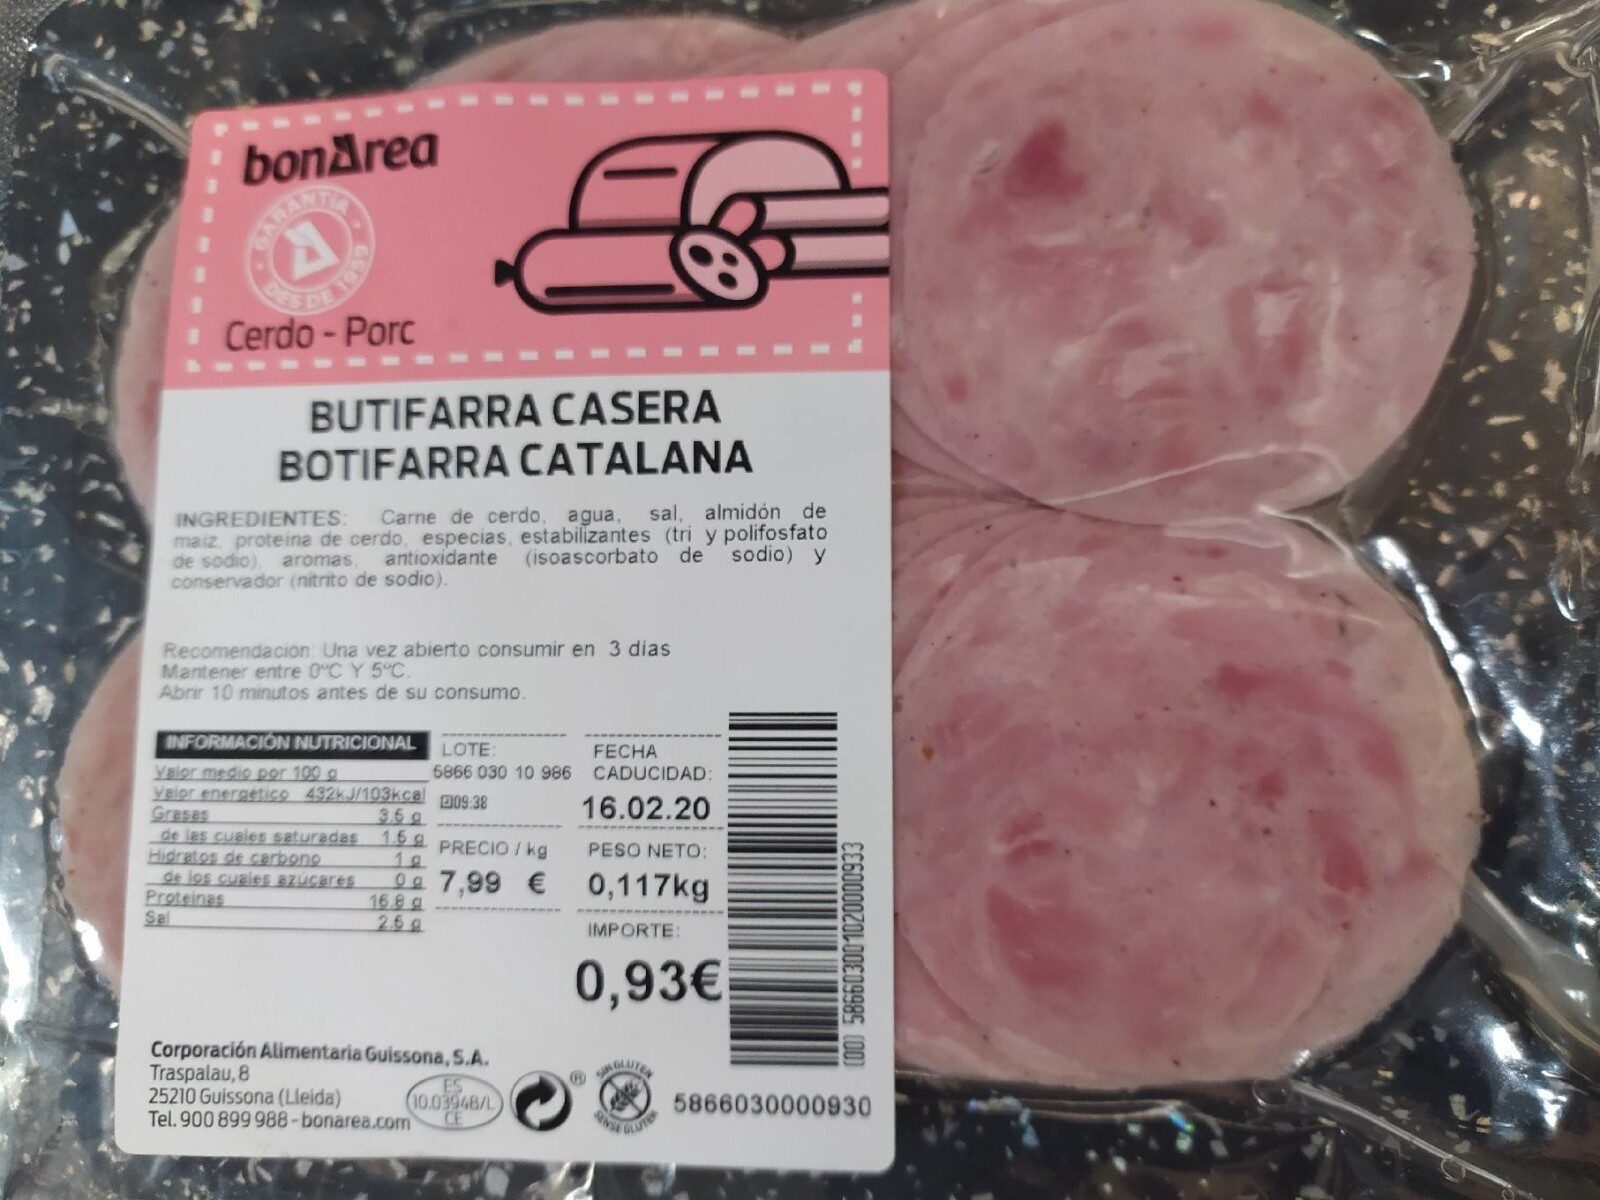 bonÀrea
GARANTIA
DES DE 1959
Cerdo - Porc
BUTIFARRA CASERA
BOTIFARRA CATALANA
INGREDIENTES: Carne de cerdo, agua, sal, almidón de
maíz, proteina de cerdo, especias, estabilizantes (tri y polifosfato
de sodio), aromas, antioxidante (isoascorbato de sodio) y
conservador (nitrito de sodio).
Recomendación: Una vez abierto consumir en 3 días
Mantener entre 0ºC Y 5ºC.
Abrir 10 minutos antes de su consumo.
INFORMACIÓN NUTRICIONAL
Valor medio por 100 g
Valor energético 432kJ/103kcal
Grasas 3.5 g
de las cuales saturadas 1.5 g
Hidratos de carbono 1 g
de los cuales azúcares 0 g
Proteinas 16.8 g
Sal 2.5 g
LOTE:
5866 030 10 986
09:38
PRECIO / kg
7,99 €
FECHA
CADUCIDAD:
16.02.20
PESO NETO:
0,117kg
IMPORTE:
0,93€
(00) 586603001020000933
Corporación Alimentaria Guissona, S.A.
Traspalau, 8
25210 Guissona (Lleida)
Tel. 900 899 988 - bonarea.com
ES
10.03948/L
CE
®
SIN GLUTEN
SENSE GLUTEN
5866030000930